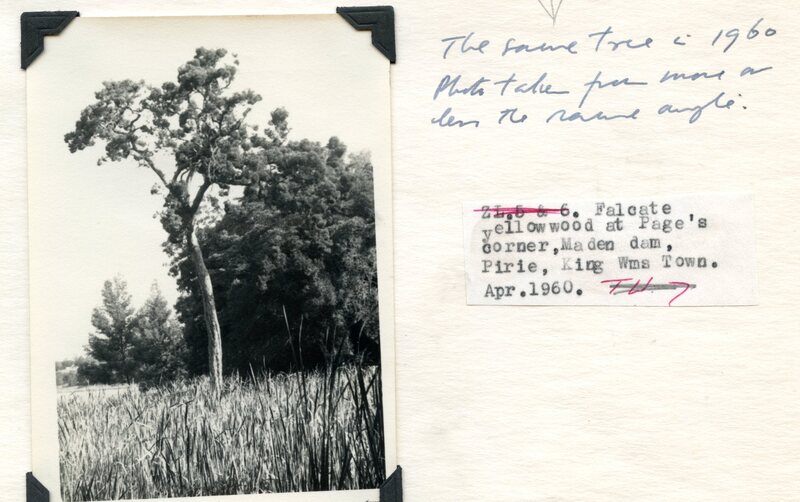 The same tree in 1960
Photo taken from more or
less the same angle.
ZL.5 & 6. Falcate
yellowwood at Page's
corner,Maden dam,
Pirie, King Wms Town.
Apr.1960.